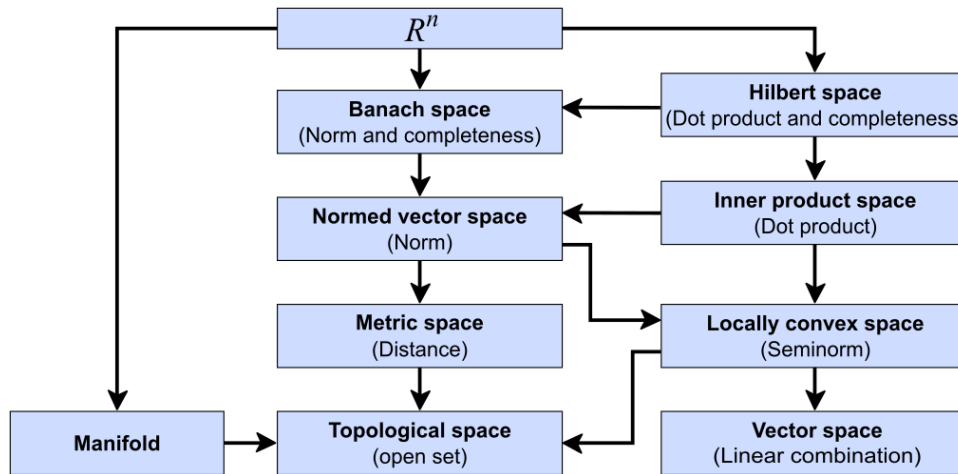 R^n
Banach space
(Norm and completeness)
Hilbert space
(Dot product and completeness
Normed vector space
(Norm)
Inner product space
(Dot product)
Metric space
(Distance)
Locally convex space
(Seminorm)
Manifold
Topological space
(open set)
Vector space
(Linear combination)